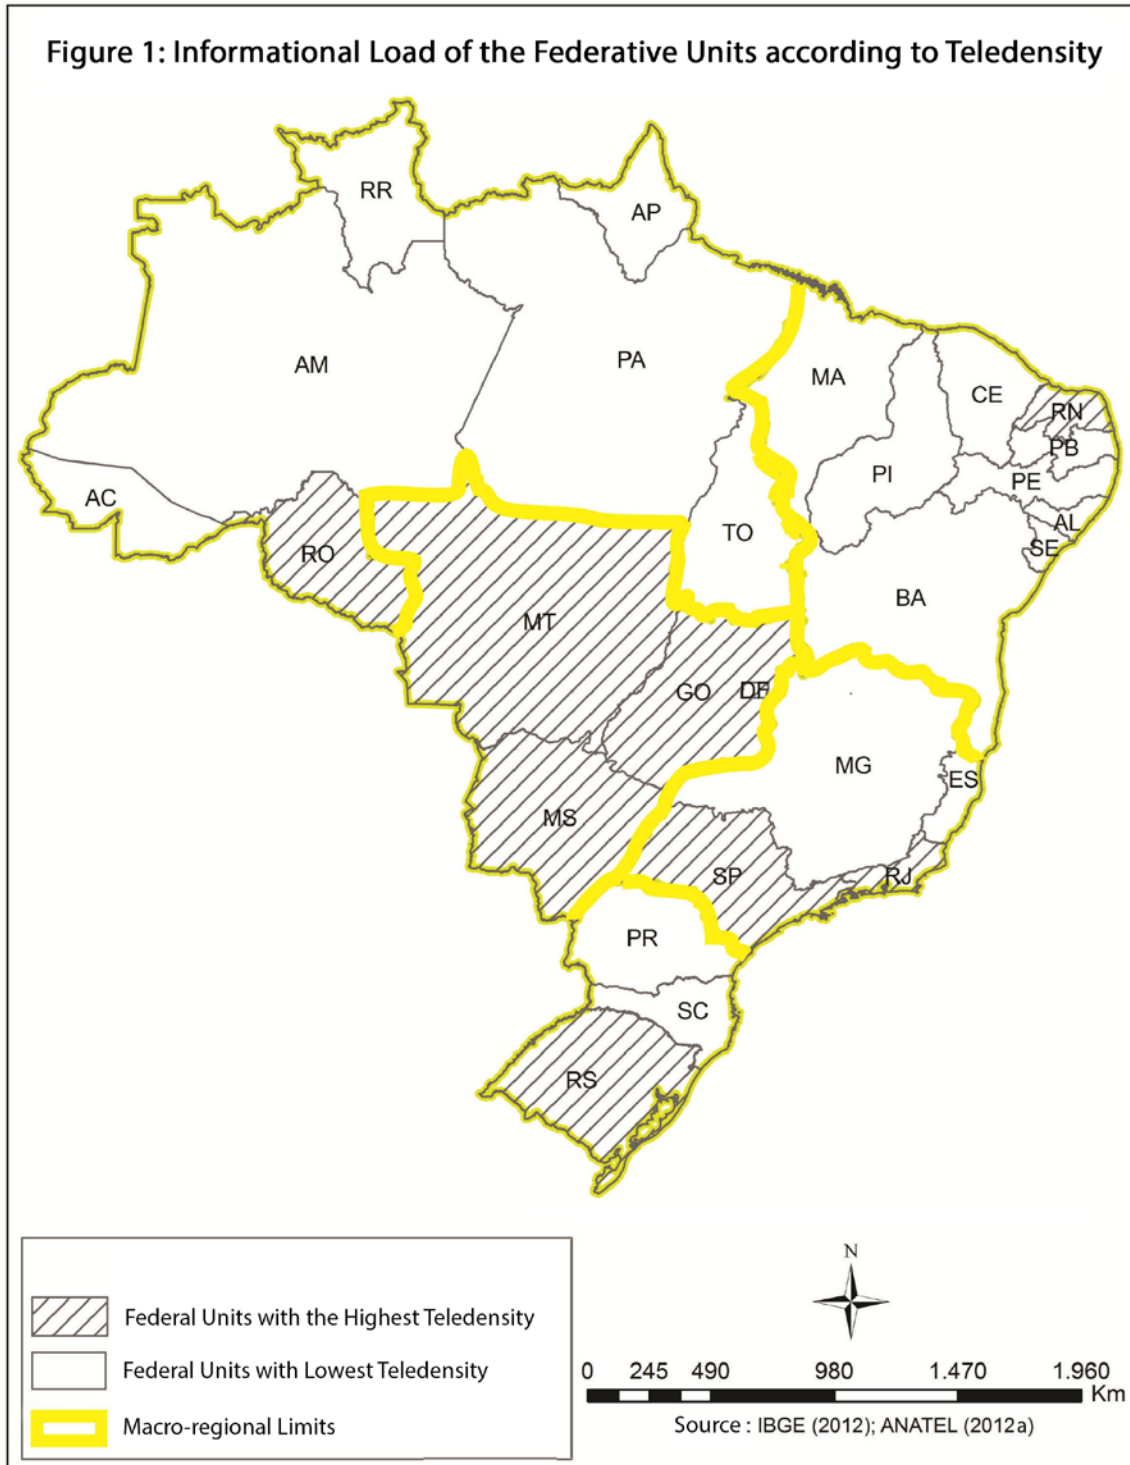 Figure 1: Informational Load of the Federative Units according to Teledensity
RR
AP
AM
PA
MA
CE
RN
PB
PI
PE
AC
AL
TO
SE
RO
BA
MT
GO
DF
MG
ES
MS
SP
RJ
PR
SC
RS
N
Federal Units with the Highest Teledensity
Federal Units with Lowest Teledensity
Macro-regional Limits
0 245 490 980 1.470 1.960
Km
Source : IBGE (2012); ANATEL (2012a)